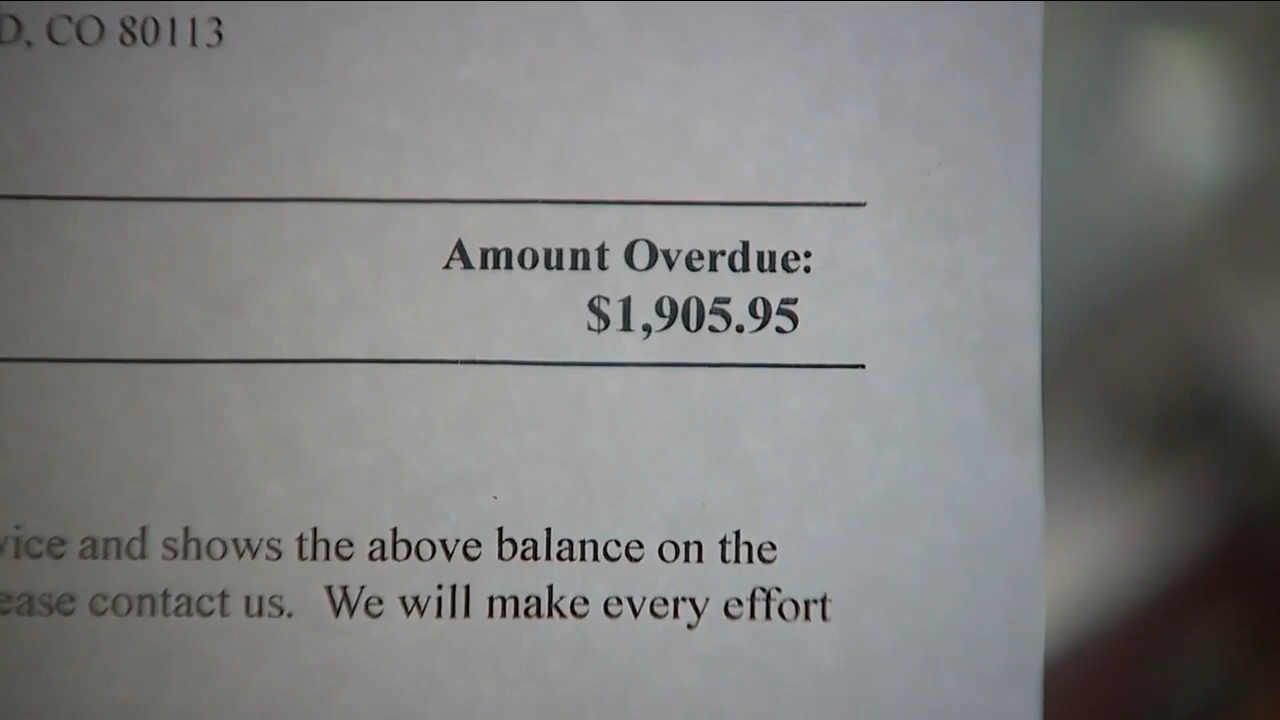 D, CO 80113
Amount Overdue:
$1,905.95
vice and shows the above balance on the
ease contact us. We will make every effort